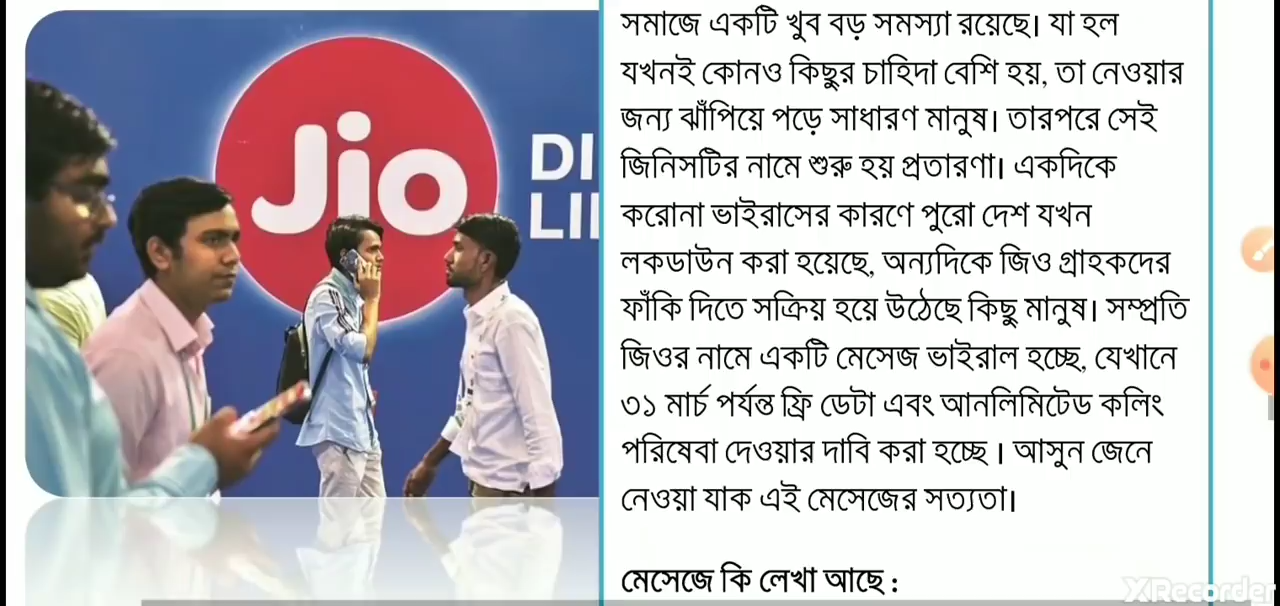 Jio
DI
LI
সমাজে একটি খুব বড় সমস্যা রয়েছে। যা হল
যখনই কোনও কিছুর চাহিদা বেশি হয়, তা নেওয়ার
জন্য ঝাঁপিয়ে পড়ে সাধারণ মানুষ। তারপরে সেই
জিনিসটির নামে শুরু হয় প্রতারণা। একদিকে
করোনা ভাইরাসের কারণে পুরো দেশ যখন
লকডাউন করা হয়েছে, অন্যদিকে জিও গ্রাহকদের
ফাঁকি দিতে সক্রিয় হয়ে উঠেছে কিছু মানুষ। সম্প্রতি
জিওর নামে একটি মেসেজ ভাইরাল হচ্ছে, যেখানে
৩১ মার্চ পর্যন্ত ফ্রি ডেটা এবং আনলিমিটেড কলিং
পরিষেবা দেওয়ার দাবি করা হচ্ছে । আসুন জেনে
নেওয়া যাক এই মেসেজের সত্যতা।
মেসেজে কি লেখা আছে :
XRecorder